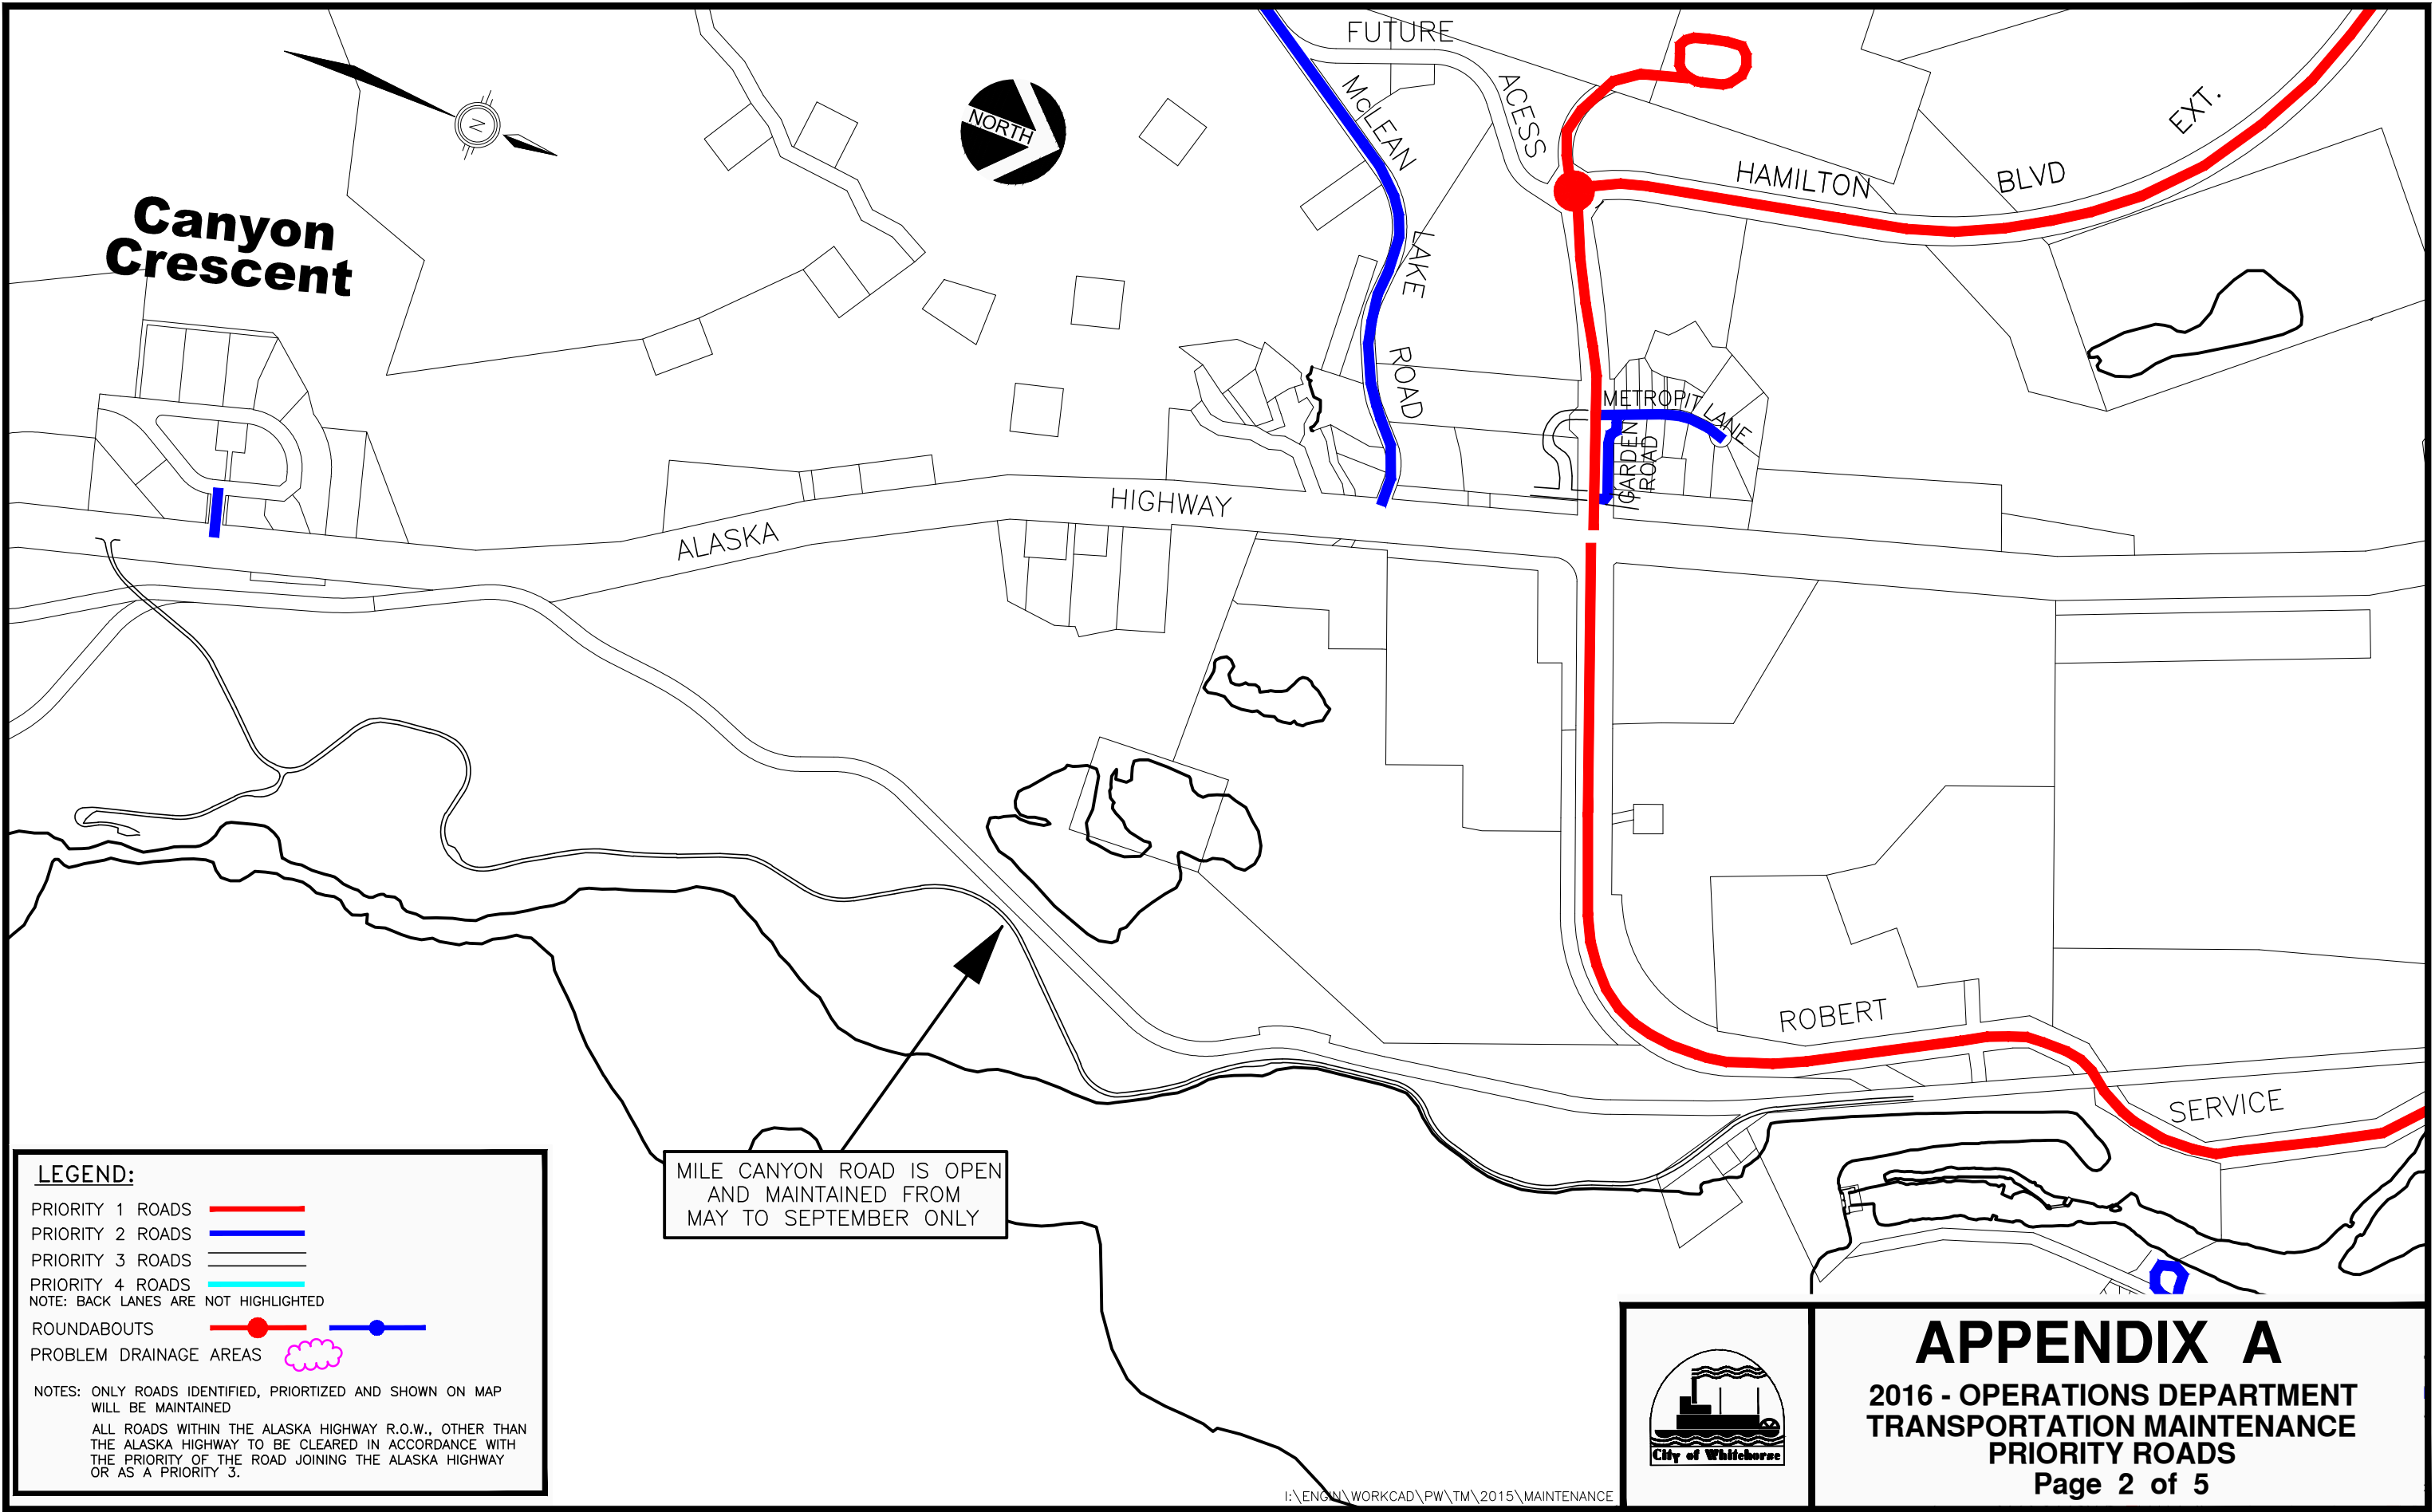 FUTURE
ACESS
McLEAN
LAKE
ROAD
HAMILTON
BLVD
EXT.
NORTH
N
Canyon
Crescent
METROPIT LANE
GARDEN
ROAD
HIGHWAY
ALASKA
ROBERT
SERVICE
MILE CANYON ROAD IS OPEN
AND MAINTAINED FROM
MAY TO SEPTEMBER ONLY
LEGEND:
PRIORITY 1 ROADS
PRIORITY 2 ROADS
PRIORITY 3 ROADS
PRIORITY 4 ROADS
NOTE: BACK LANES ARE NOT HIGHLIGHTED
ROUNDABOUTS
PROBLEM DRAINAGE AREAS
NOTES: ONLY ROADS IDENTIFIED, PRIORTIZED AND SHOWN ON MAP
WILL BE MAINTAINED
ALL ROADS WITHIN THE ALASKA HIGHWAY R.O.W., OTHER THAN
THE ALASKA HIGHWAY TO BE CLEARED IN ACCORDANCE WITH
THE PRIORITY OF THE ROAD JOINING THE ALASKA HIGHWAY
OR AS A PRIORITY 3.
I:\ENGIN\WORKCAD\PW\TM\2015\MAINTENANCE
City of Whitehorse
APPENDIX A
2016 - OPERATIONS DEPARTMENT
TRANSPORTATION MAINTENANCE
PRIORITY ROADS
Page 2 of 5